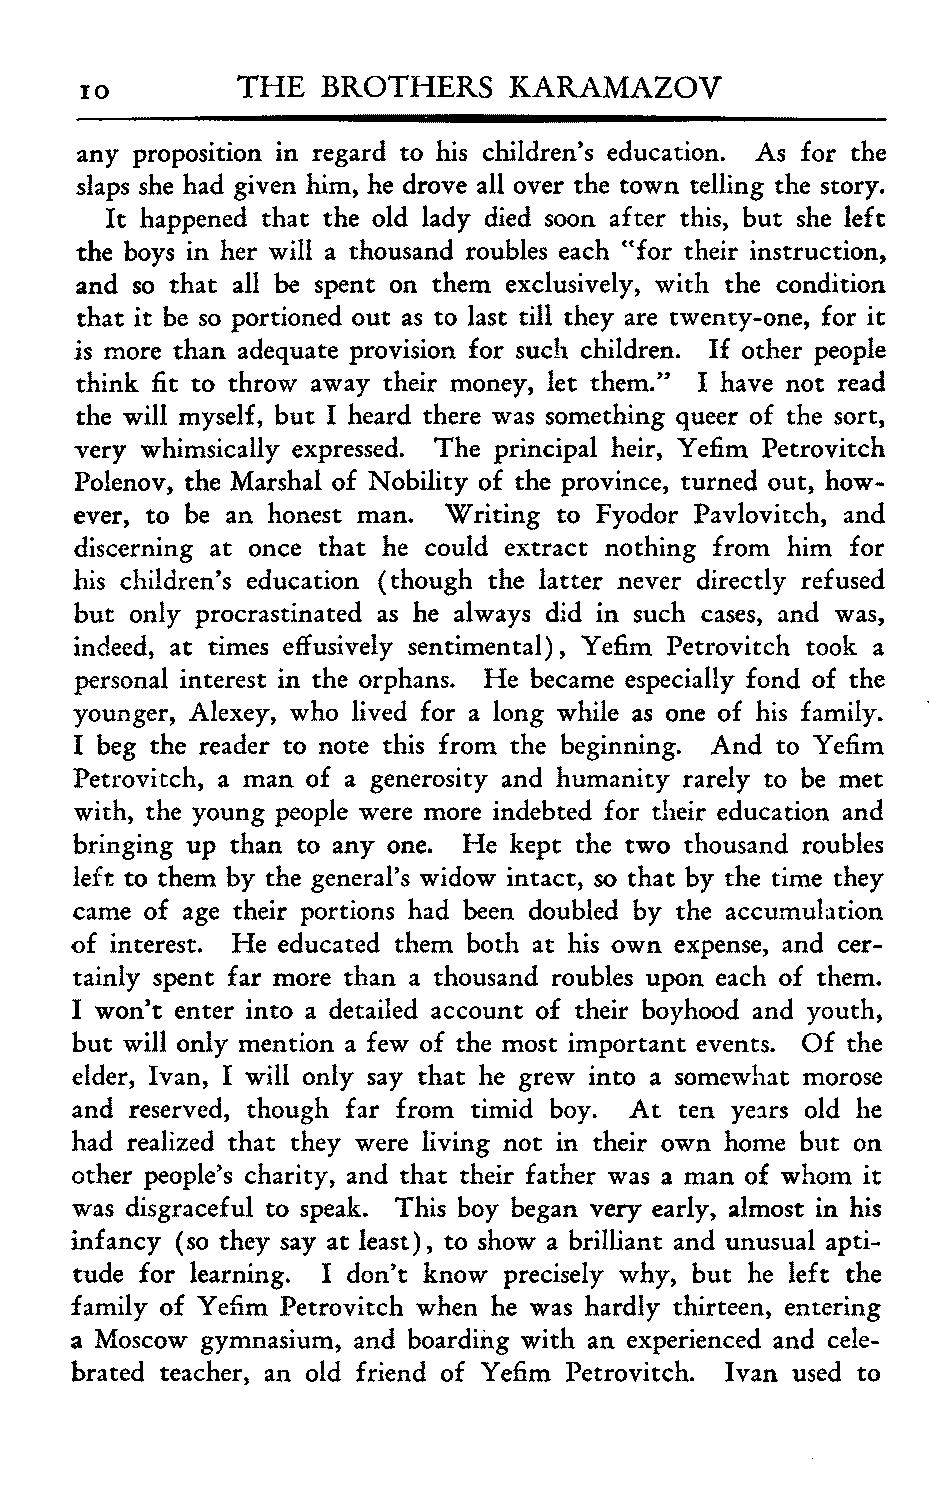 10 THE BROTHERS KARAMAZOV
any proposition in regard to his children's education. As for the
slaps she had given him, he drove all over the town telling the story.
It happened that the old lady died soon after this, but she left
the boys in her will a thousand roubles each "for their instruction,
and so that all be spent on them exclusively, with the condition
that it be so portioned out as to last till they are twenty-one, for it
is more than adequate provision for such children. If other people
think fit to throw away their money, let them." I have not read
the will myself, but I heard there was something queer of the sort,
very whimsically expressed. The principal heir, Yefim Petrovitch
Polenov, the Marshal of Nobility of the province, turned out, how-
ever, to be an honest man. Writing to Fyodor Pavlovitch, and
discerning at once that he could extract nothing from him for
his children's education (though the latter never directly refused
but only procrastinated as he always did in such cases, and was,
indeed, at times effusively sentimental), Yefim Petrovitch took a
personal interest in the orphans. He became especially fond of the
younger, Alexey, who lived for a long while as one of his family.
I beg the reader to note this from the beginning. And to Yefim
Petrovitch, a man of a generosity and humanity rarely to be met
with, the young people were more indebted for their education and
bringing up than to any one. He kept the two thousand roubles
left to them by the general's widow intact, so that by the time they
came of age their portions had been doubled by the accumulation
of interest. He educated them both at his own expense, and cer-
tainly spent far more than a thousand roubles upon each of them.
I won't enter into a detailed account of their boyhood and youth,
but will only mention a few of the most important events. Of the
elder, Ivan, I will only say that he grew into a somewhat morose
and reserved, though far from timid boy. At ten years old he
had realized that they were living not in their own home but on
other people's charity, and that their father was a man of whom it
was disgraceful to speak. This boy began very early, almost in his
infancy (so they say at least), to show a brilliant and unusual apti-
tude for learning. I don't know precisely why, but he left the
family of Yefim Petrovitch when he was hardly thirteen, entering
a Moscow gymnasium, and boarding with an experienced and cele-
brated teacher, an old friend of Yefim Petrovitch. Ivan used to